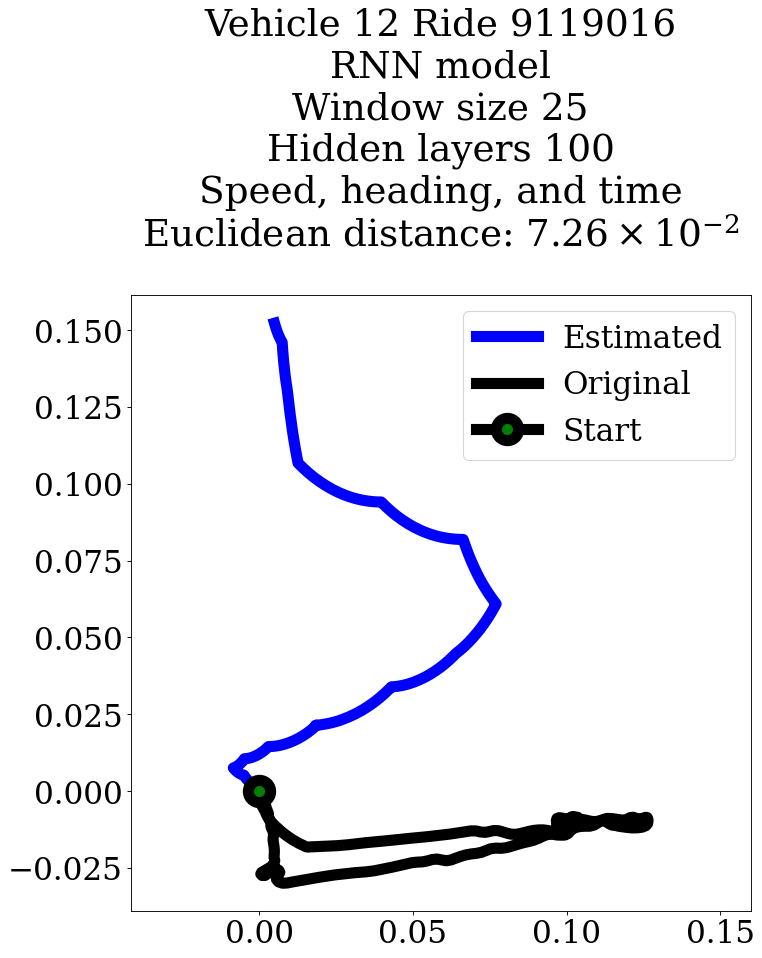 Vehicle 12 Ride 9119016
RNN model
Window size 25
Hidden layers 100
Speed, heading, and time
Euclidean distance: 7.26 × 10⁻²
Estimated
Original
Start
0.150
0.125
0.100
0.075
0.050
0.025
0.000
−0.025
0.00 0.05 0.10 0.15